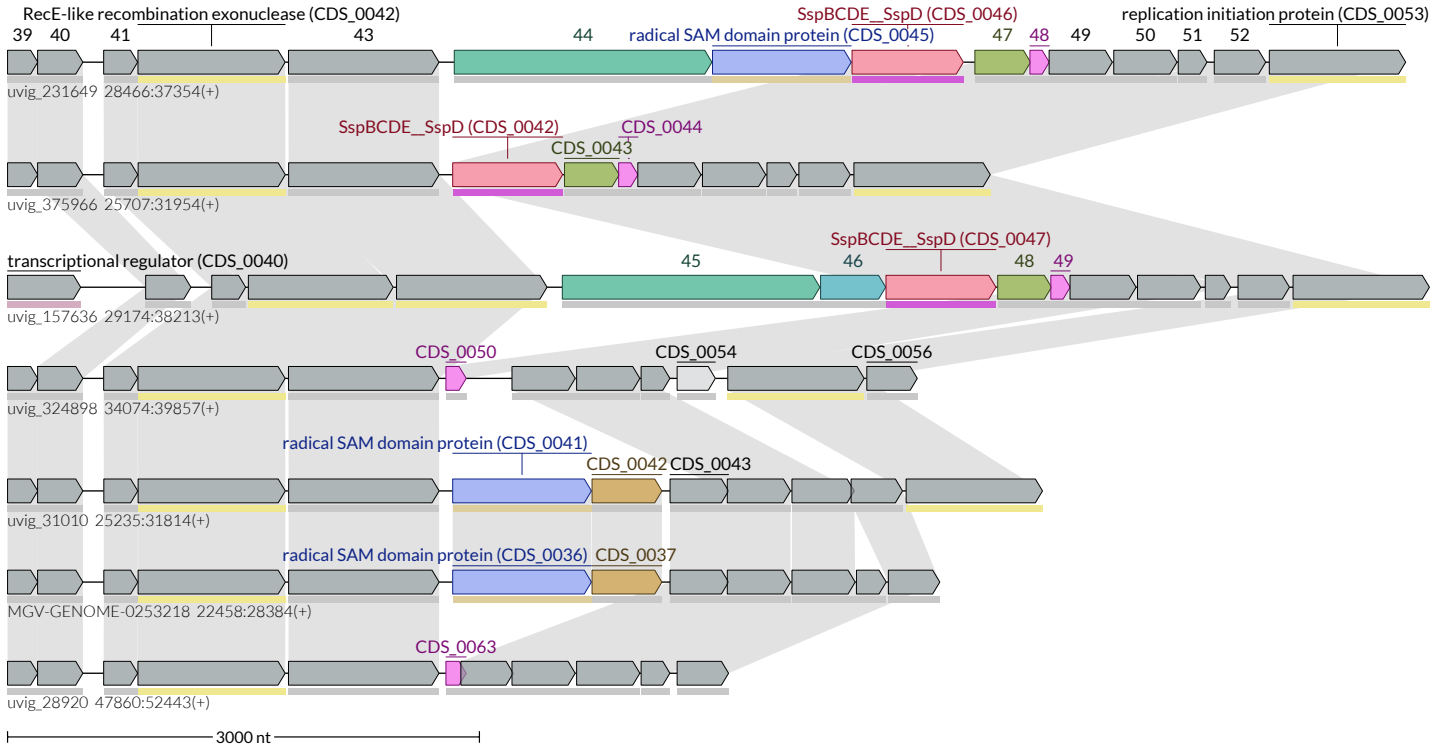 RecE-like recombination exonuclease (CDS_0042) SspBCDE__SspD (CDS_0046) replication initiation protein (CDS_0053)
39 40 41 43 44 radical SAM domain protein (CDS_0045) 47 48 49 50 51 52
uvig_231649 28466:37354(+)
SspBCDE__SspD (CDS_0042) CDS_0044
CDS_0043
uvig_375966 25707:31954(+)
SspBCDE__SspD (CDS_0047)
transcriptional regulator (CDS_0040) 45 46 48 49
uvig_157636 29174:38213(+)
CDS_0050 CDS_0054 CDS_0056
uvig_324898 34074:39857(+)
radical SAM domain protein (CDS_0041)
CDS_0042 CDS_0043
uvig_31010 25235:31814(+)
radical SAM domain protein (CDS_0036) CDS_0037
MGV-GENOME-0253218 22458:28384(+)
CDS_0063
uvig_28920 47860:52443(+)
3000 nt